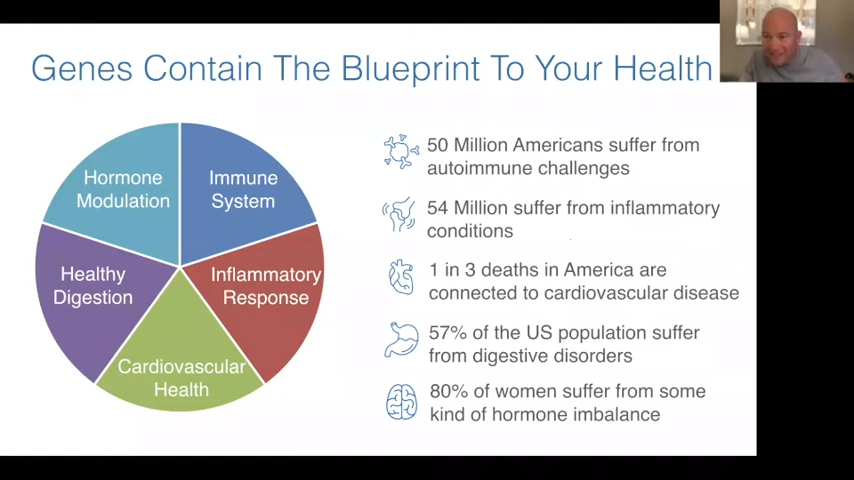 Genes Contain The Blueprint To Your Health
Hormone
Modulation
Immune
System
Healthy
Digestion
Inflammatory
Response
Cardiovascular
Health
50 Million Americans suffer from
autoimmune challenges
54 Million suffer from inflammatory
conditions
1 in 3 deaths in America are
connected to cardiovascular disease
57% of the US population suffer
from digestive disorders
80% of women suffer from some
kind of hormone imbalance